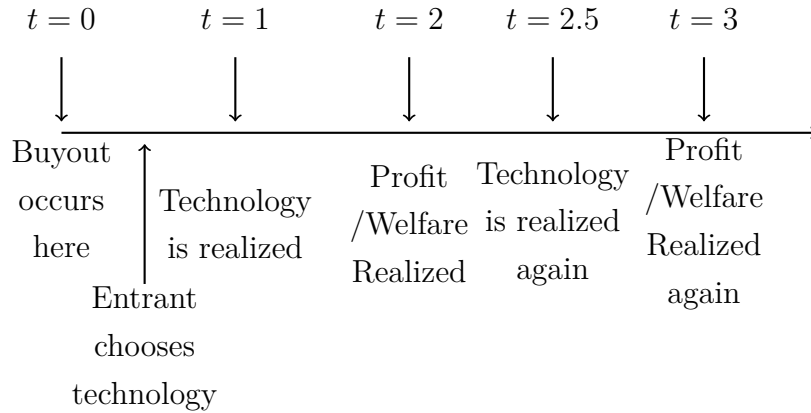 t = 0
t = 1
t = 2
t = 2.5
t = 3
Buyout
occurs
here
Entrant
chooses
technology
Technology
is realized
Profit
/Welfare
Realized
Technology
is realized
again
Profit
/Welfare
Realized
again